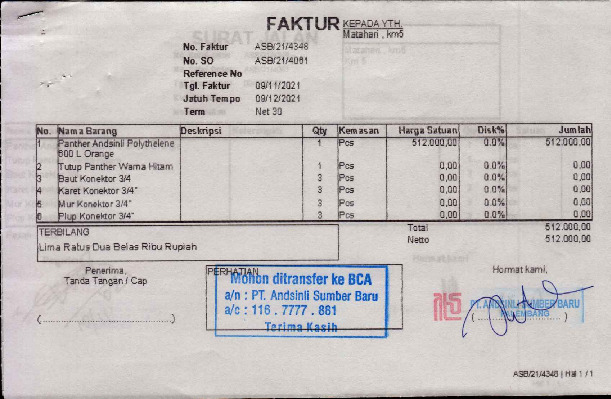 FAKTUR
KEPADA YTH.
Matahari , km5
No. Faktur ASB/21/4348
No. SO ASB/21/4061
Reference No
Tgl. Faktur 09/11/2021
Jatuh Tempo 09/12/2021
Term Net 30
No. Nama Barang Deskripsi Qty Kemasan Harga Satuan Disk% Jumlah
1 Panther Andsinli Polythelene 1 Pcs 512.000,00 0.0% 512.000,00
600 L Orange
2 Tutup Panther Warna Hitam 1 Pcs 0,00 0.0% 0,00
3 Baut Konektor 3/4 3 Pcs 0,00 0.0% 0,00
4 Karet Konektor 3/4" 3 Pcs 0,00 0.0% 0,00
5 Mur Konektor 3/4" 3 Pcs 0,00 0.0% 0,00
6 Plup Konektor 3/4" 3 Pcs 0,00 0.0% 0,00
TERBILANG
Lima Ratus Dua Belas Ribu Rupiah
Total 512.000,00
Netto 512.000,00
Penerima,
Tanda Tangan / Cap
(............................)
PERHATIAN
Mohon ditransfer ke BCA
a/n : PT. Andsinli Sumber Baru
a/c : 116 . 7777 . 881
Terima Kasih
Hormat kami,
PT. ANDSINLI SUMBER BARU
PALEMBANG
(............................)
ASB/21/4348 | Hal 1 / 1